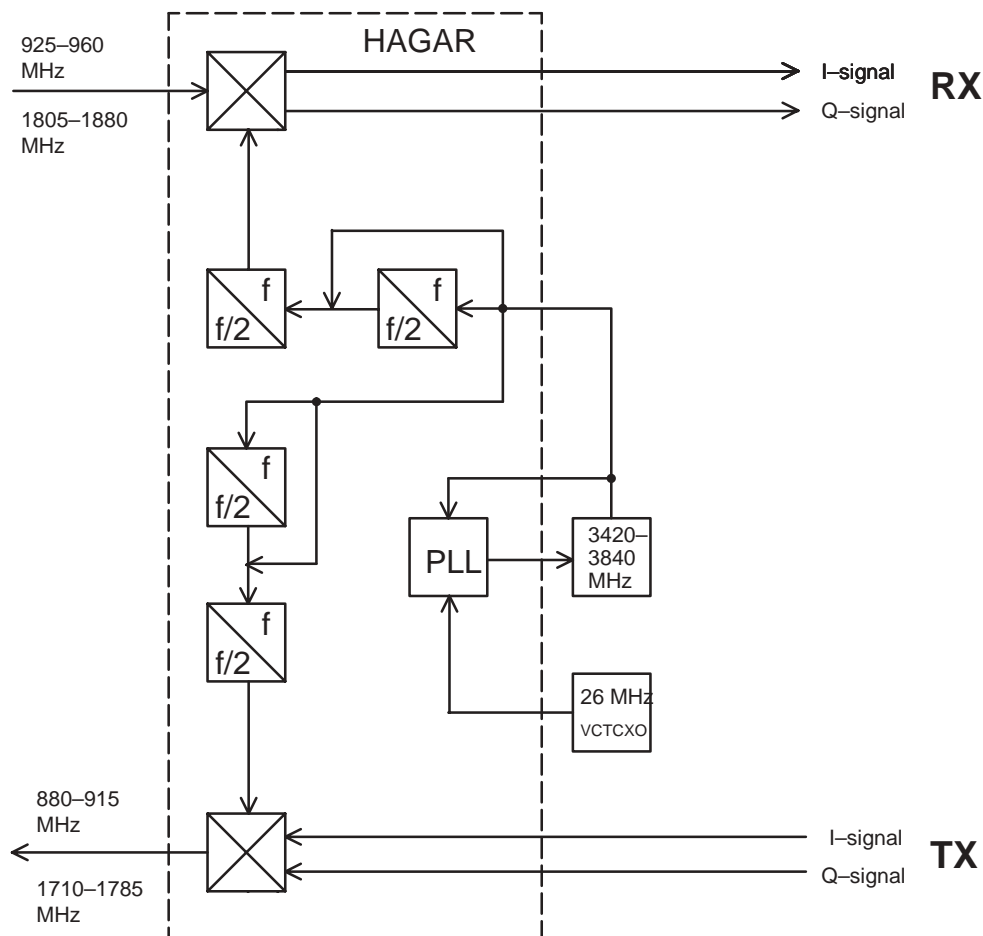 925–960
MHz
HAGAR
I–signal
RX
1805–1880
MHz
Q–signal
f
f/2
f
f/2
f
f/2
PLL
3420–
3840
MHz
f
f/2
26 MHz
VCTCXO
880–915
MHz
I–signal
TX
1710–1785
MHz
Q–signal